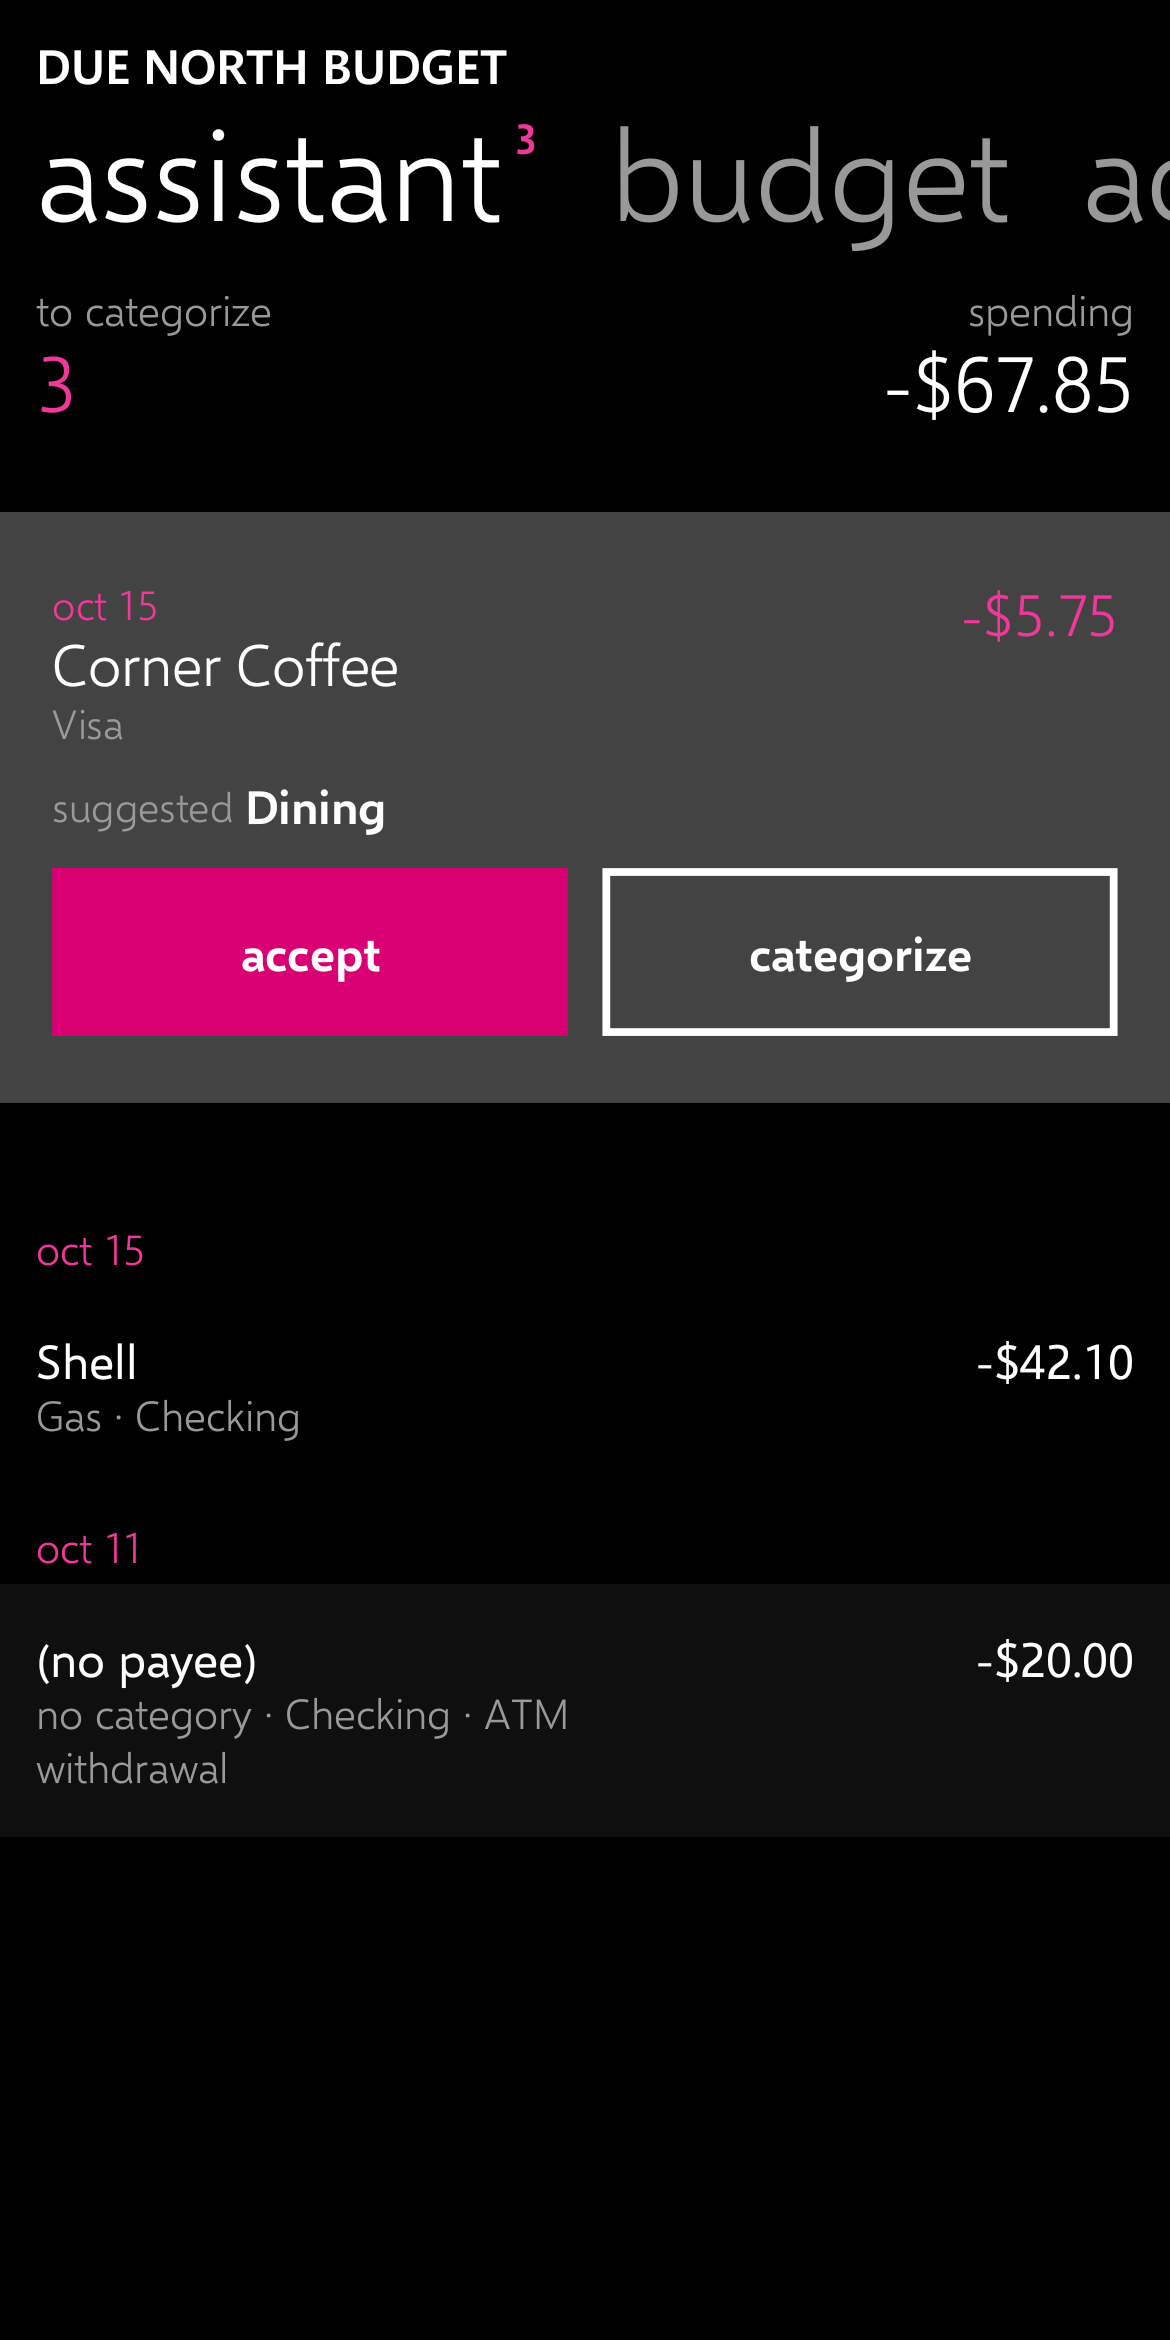 DUE NORTH BUDGET
assistant 3 budget ac
to categorize spending
3 -$67.85
oct 15 -$5.75
Corner Coffee
Visa
suggested Dining
accept categorize
oct 15
Shell -$42.10
Gas · Checking
oct 11
(no payee) -$20.00
no category · Checking · ATM
withdrawal